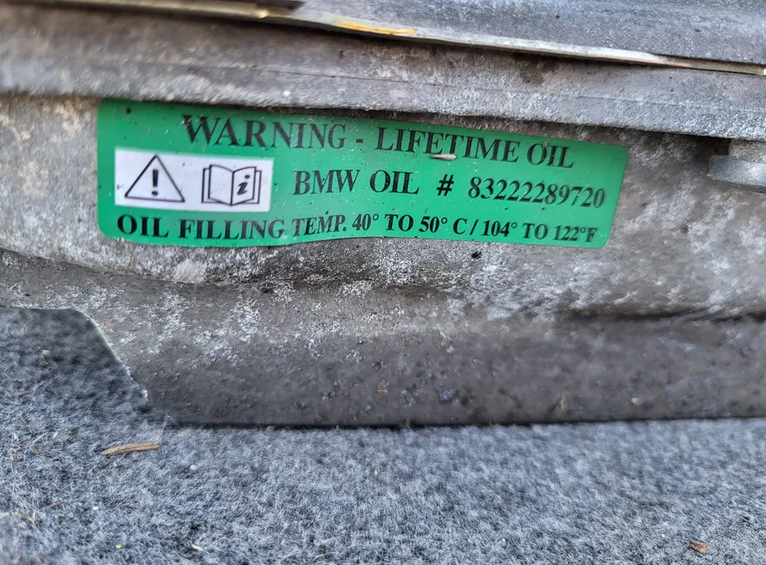 WARNING - LIFETIME OIL
BMW OIL # 83222289720
OIL FILLING TEMP. 40° TO 50° C / 104° TO 122°F